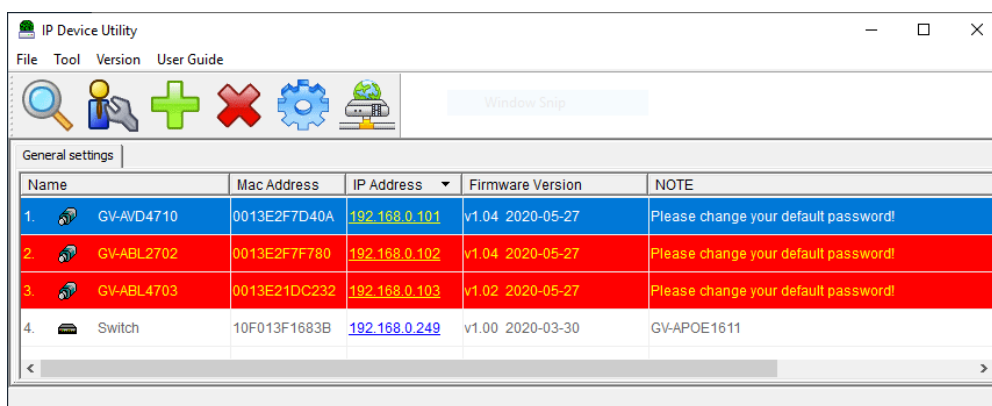 IP Device Utility
File Tool Version User Guide
Window Snip
General settings
Name Mac Address IP Address Firmware Version NOTE
1. GV-AVD4710 0013E2F7D40A 192.168.0.101 v1.04 2020-05-27 Please change your default password!
2. GV-ABL2702 0013E2F7F780 192.168.0.102 v1.04 2020-05-27 Please change your default password!
3. GV-ABL4703 0013E21DC232 192.168.0.103 v1.02 2020-05-27 Please change your default password!
4. Switch 10F013F1683B 192.168.0.249 v1.00 2020-03-30 GV-APOE1611